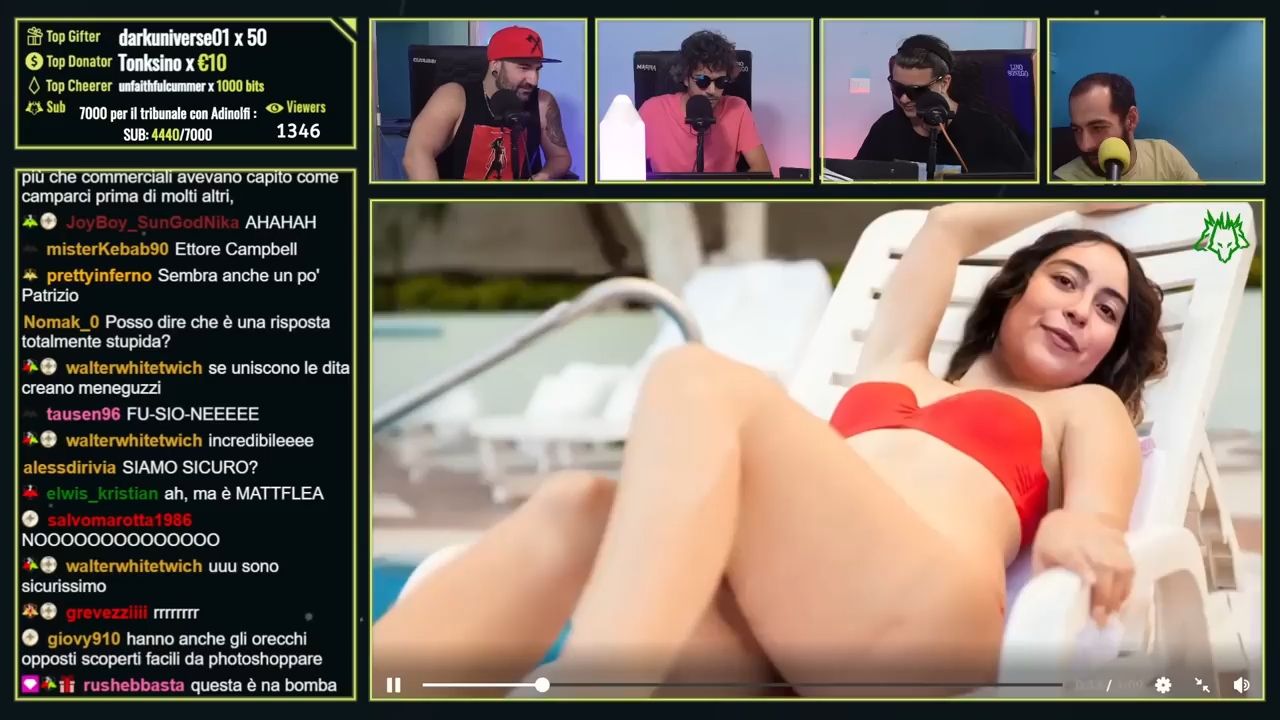 Top Gifter darkuniverse01 x 50
Top Donator Tonksino x €10
Top Cheerer unfaithfulcummer x 1000 bits
Sub 7000 per il tribunale con Adinolfi : Viewers
SUB: 4440/7000 1346
più che commerciali avevano capito come
camparci prima di molti altri,
JoyBoy_SunGodNika AHAHAH
misterKebab90 Ettore Campbell
prettyinferno Sembra anche un po'
Patrizio
Nomak_0 Posso dire che è una risposta
totalmente stupida?
walterwhitetwich se uniscono le dita
creano meneguzzi
tausen96 FU-SIO-NEEEEE
walterwhitetwich incredibileeee
alessdirivia SIAMO SICURO?
elwis_kristian ah, ma è MATTFLEA
salvomarotta1986
NOOOOOOOOOOOOOO
walterwhitetwich uuu sono
sicurissimo
grevezziiii rrrrrrrr
giovy910 hanno anche gli orecchi
opposti scoperti facili da photoshoppare
rushebbasta questa è na bomba